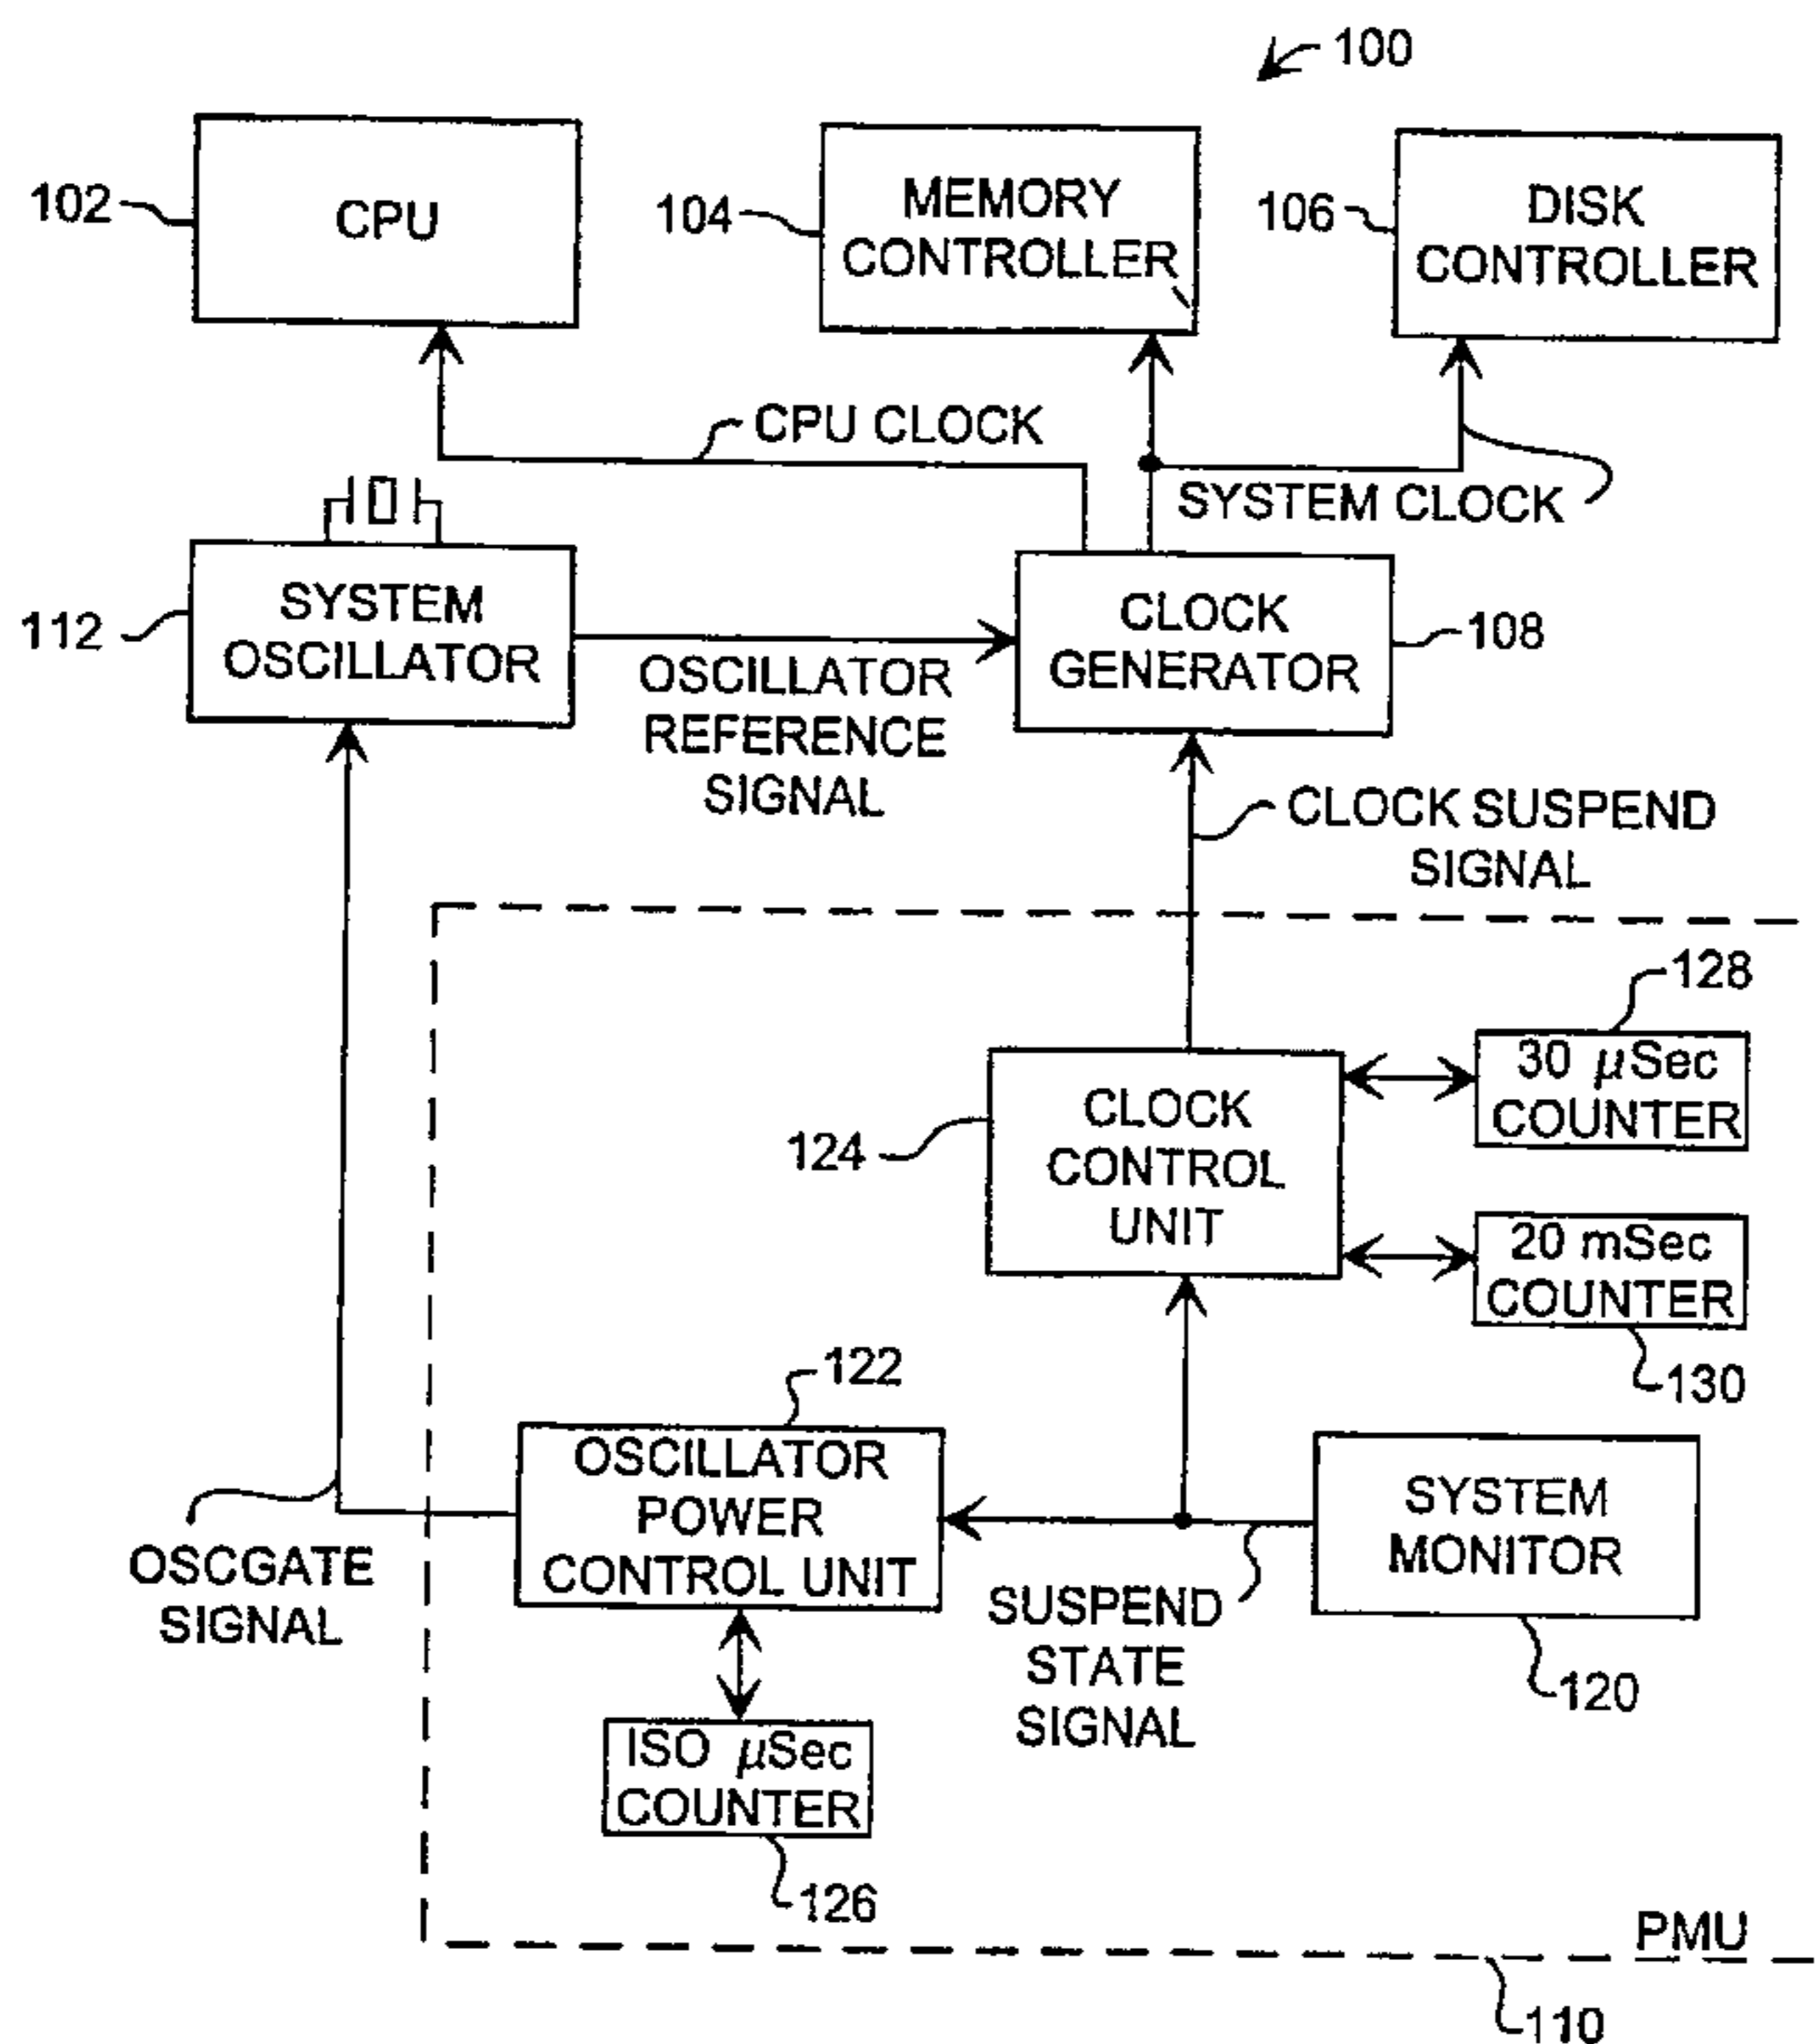 100
102
CPU
104
MEMORY
CONTROLLER
106
DISK
CONTROLLER
CPU CLOCK
SYSTEM CLOCK
112
SYSTEM
OSCILLATOR
OSCILLATOR
REFERENCE
SIGNAL
CLOCK
GENERATOR
108
CLOCK SUSPEND
SIGNAL
128
30 µSec
COUNTER
124
CLOCK
CONTROL
UNIT
20 mSec
COUNTER
130
122
OSCILLATOR
POWER
CONTROL UNIT
SYSTEM
MONITOR
120
OSCGATE
SIGNAL
SUSPEND
STATE
SIGNAL
ISO µSec
COUNTER
126
PMU
110